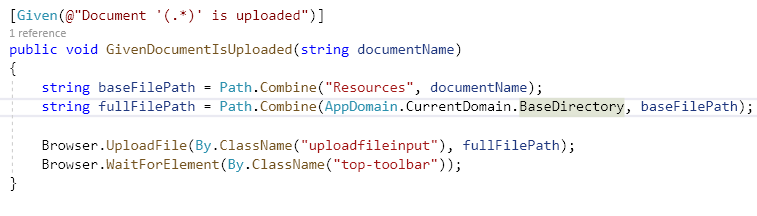 [Given(@"Document '(.*)' is uploaded")]
1 reference
public void GivenDocumentIsUploaded(string documentName)
{
string baseFilePath = Path.Combine("Resources", documentName);
string fullFilePath = Path.Combine(AppDomain.CurrentDomain.BaseDirectory, baseFilePath);
Browser.UploadFile(By.ClassName("uploadfileinput"), fullFilePath);
Browser.WaitForElement(By.ClassName("top-toolbar"));
}